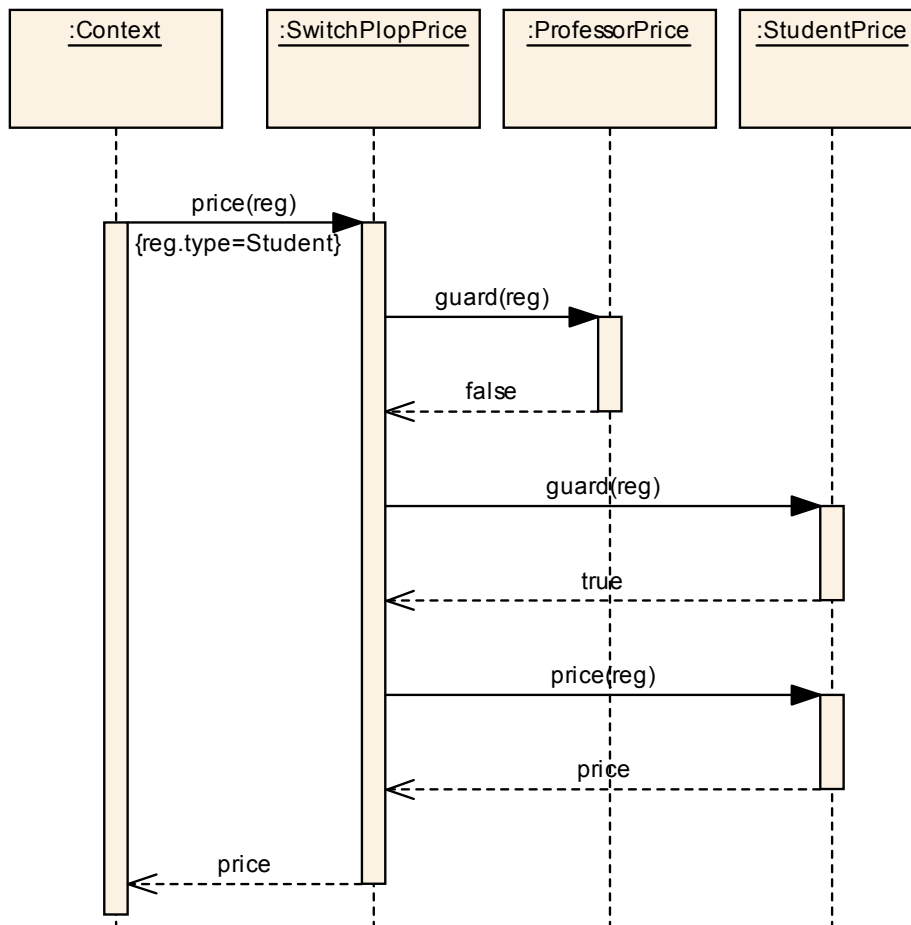 :Context
:SwitchPlopPrice
:ProfessorPrice
:StudentPrice
price(reg)
{reg.type=Student}
guard(reg)
false
guard(reg)
true
price(reg)
price
price